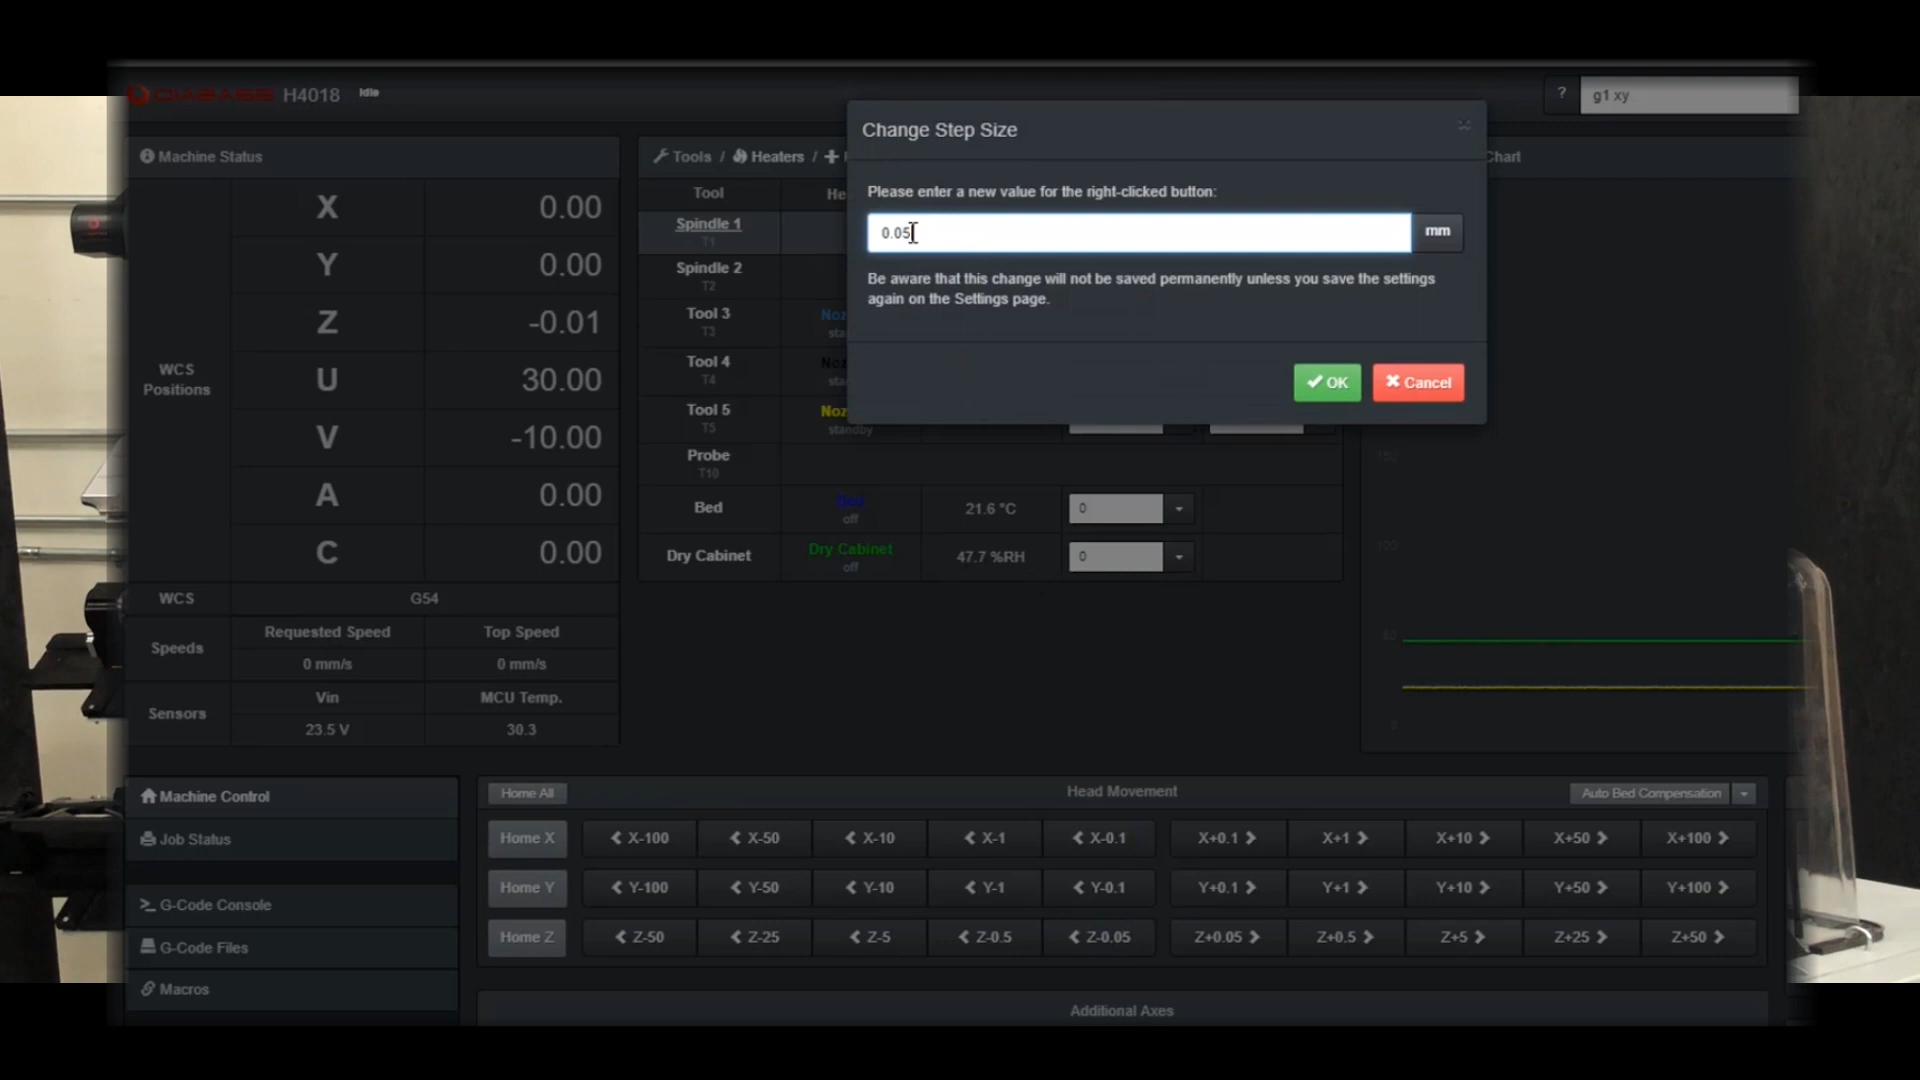 DIABASE H4018 Idle
? g1 xy
Machine Status
WCS Positions
X 0.00
Y 0.00
Z -0.01
U 30.00
V -10.00
A 0.00
C 0.00
WCS G54
Speeds
Requested Speed Top Speed
0 mm/s 0 mm/s
Sensors
Vin MCU Temp.
23.5 V 30.3
Tools / Heaters /
Tool
Spindle 1
T1
Spindle 2
T2
Tool 3
T3
Tool 4
T4
Tool 5
T5
standby
Probe
T10
Bed Bed 21.6 °C 0
off
Dry Cabinet Dry Cabinet 47.7 %RH 0
off
Chart
150
100
50
0
Change Step Size
Please enter a new value for the right-clicked button:
0.05 mm
Be aware that this change will not be saved permanently unless you save the settings
again on the Settings page.
OK Cancel
Machine Control
Job Status
G-Code Console
G-Code Files
Macros
Home All Head Movement Auto Bed Compensation
Home X X-100 X-50 X-10 X-1 X-0.1 X+0.1 X+1 X+10 X+50 X+100
Home Y Y-100 Y-50 Y-10 Y-1 Y-0.1 Y+0.1 Y+1 Y+10 Y+50 Y+100
Home Z Z-50 Z-25 Z-5 Z-0.5 Z-0.05 Z+0.05 Z+0.5 Z+5 Z+25 Z+50
Additional Axes